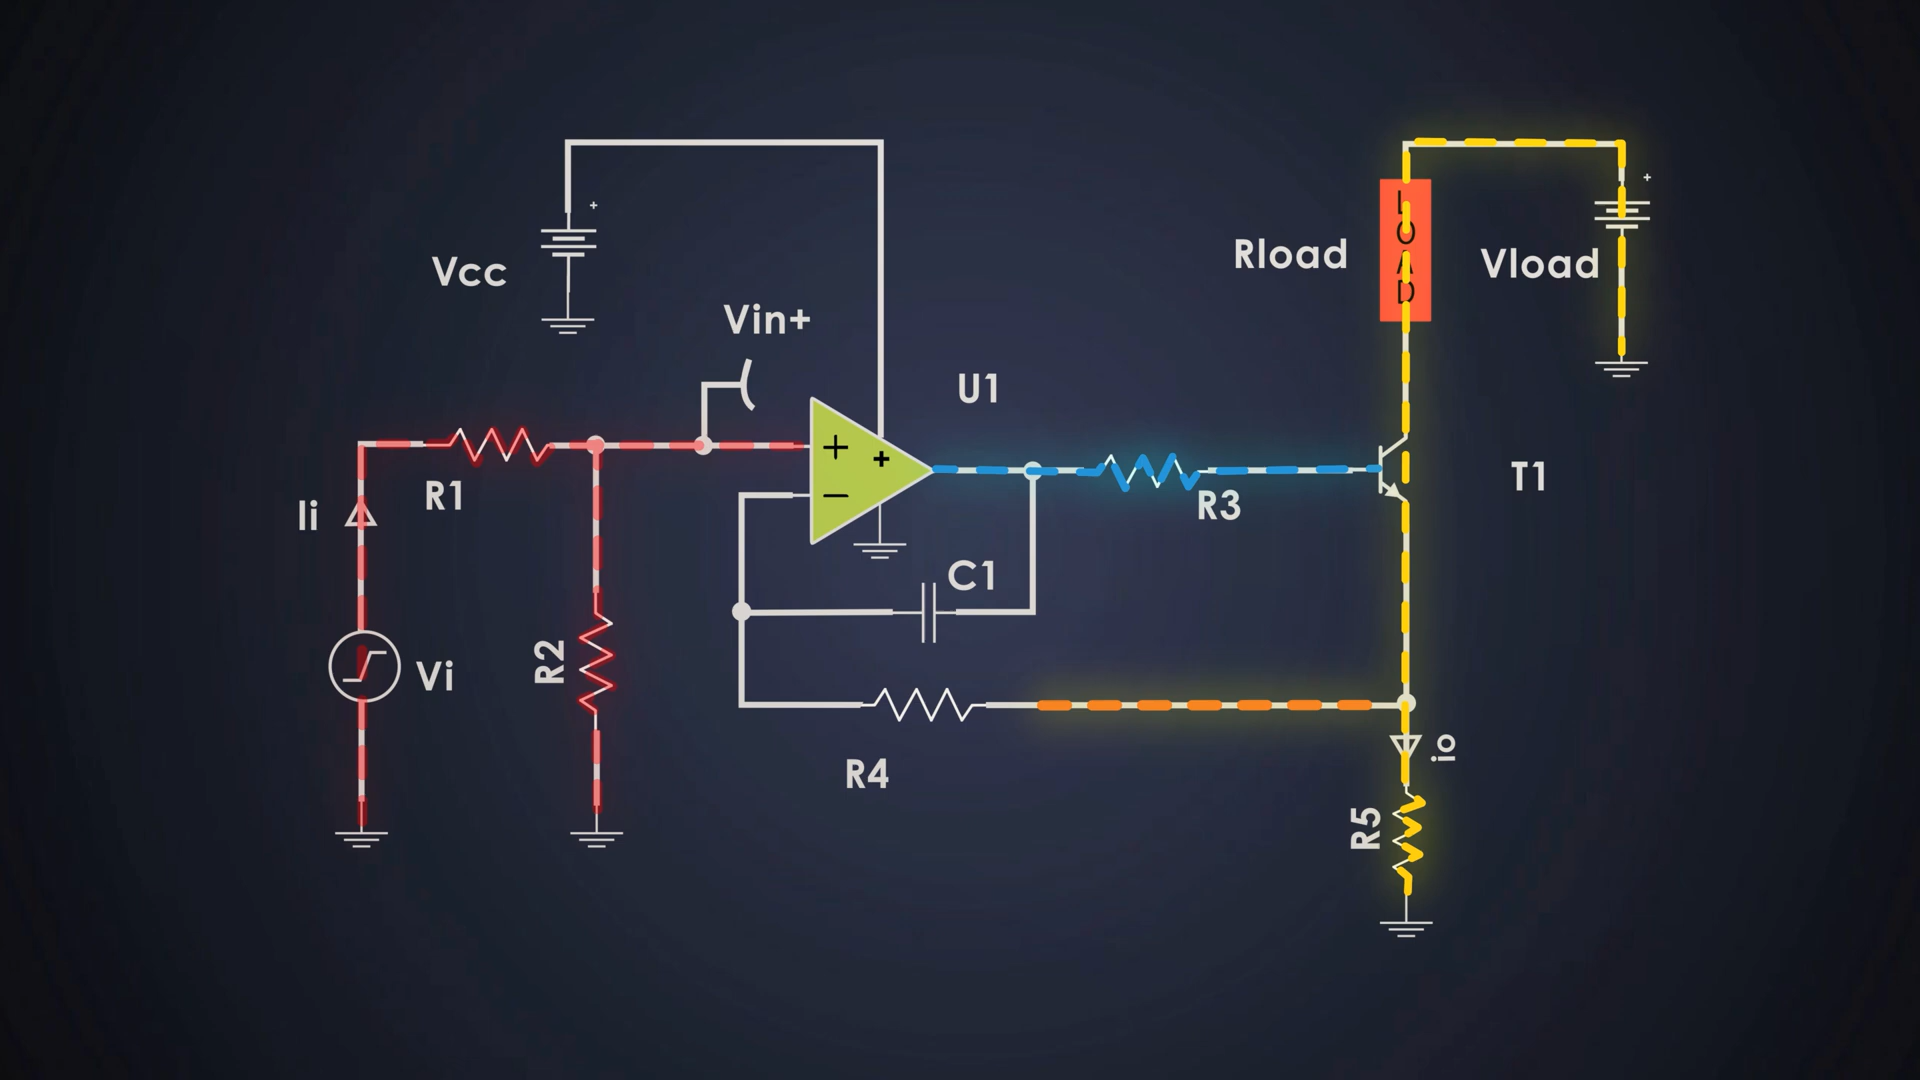 Vcc
Vin+
Rload
LOAD
Vload
U1
R1
Ii
R3
T1
C1
R2
Vi
R4
io
R5